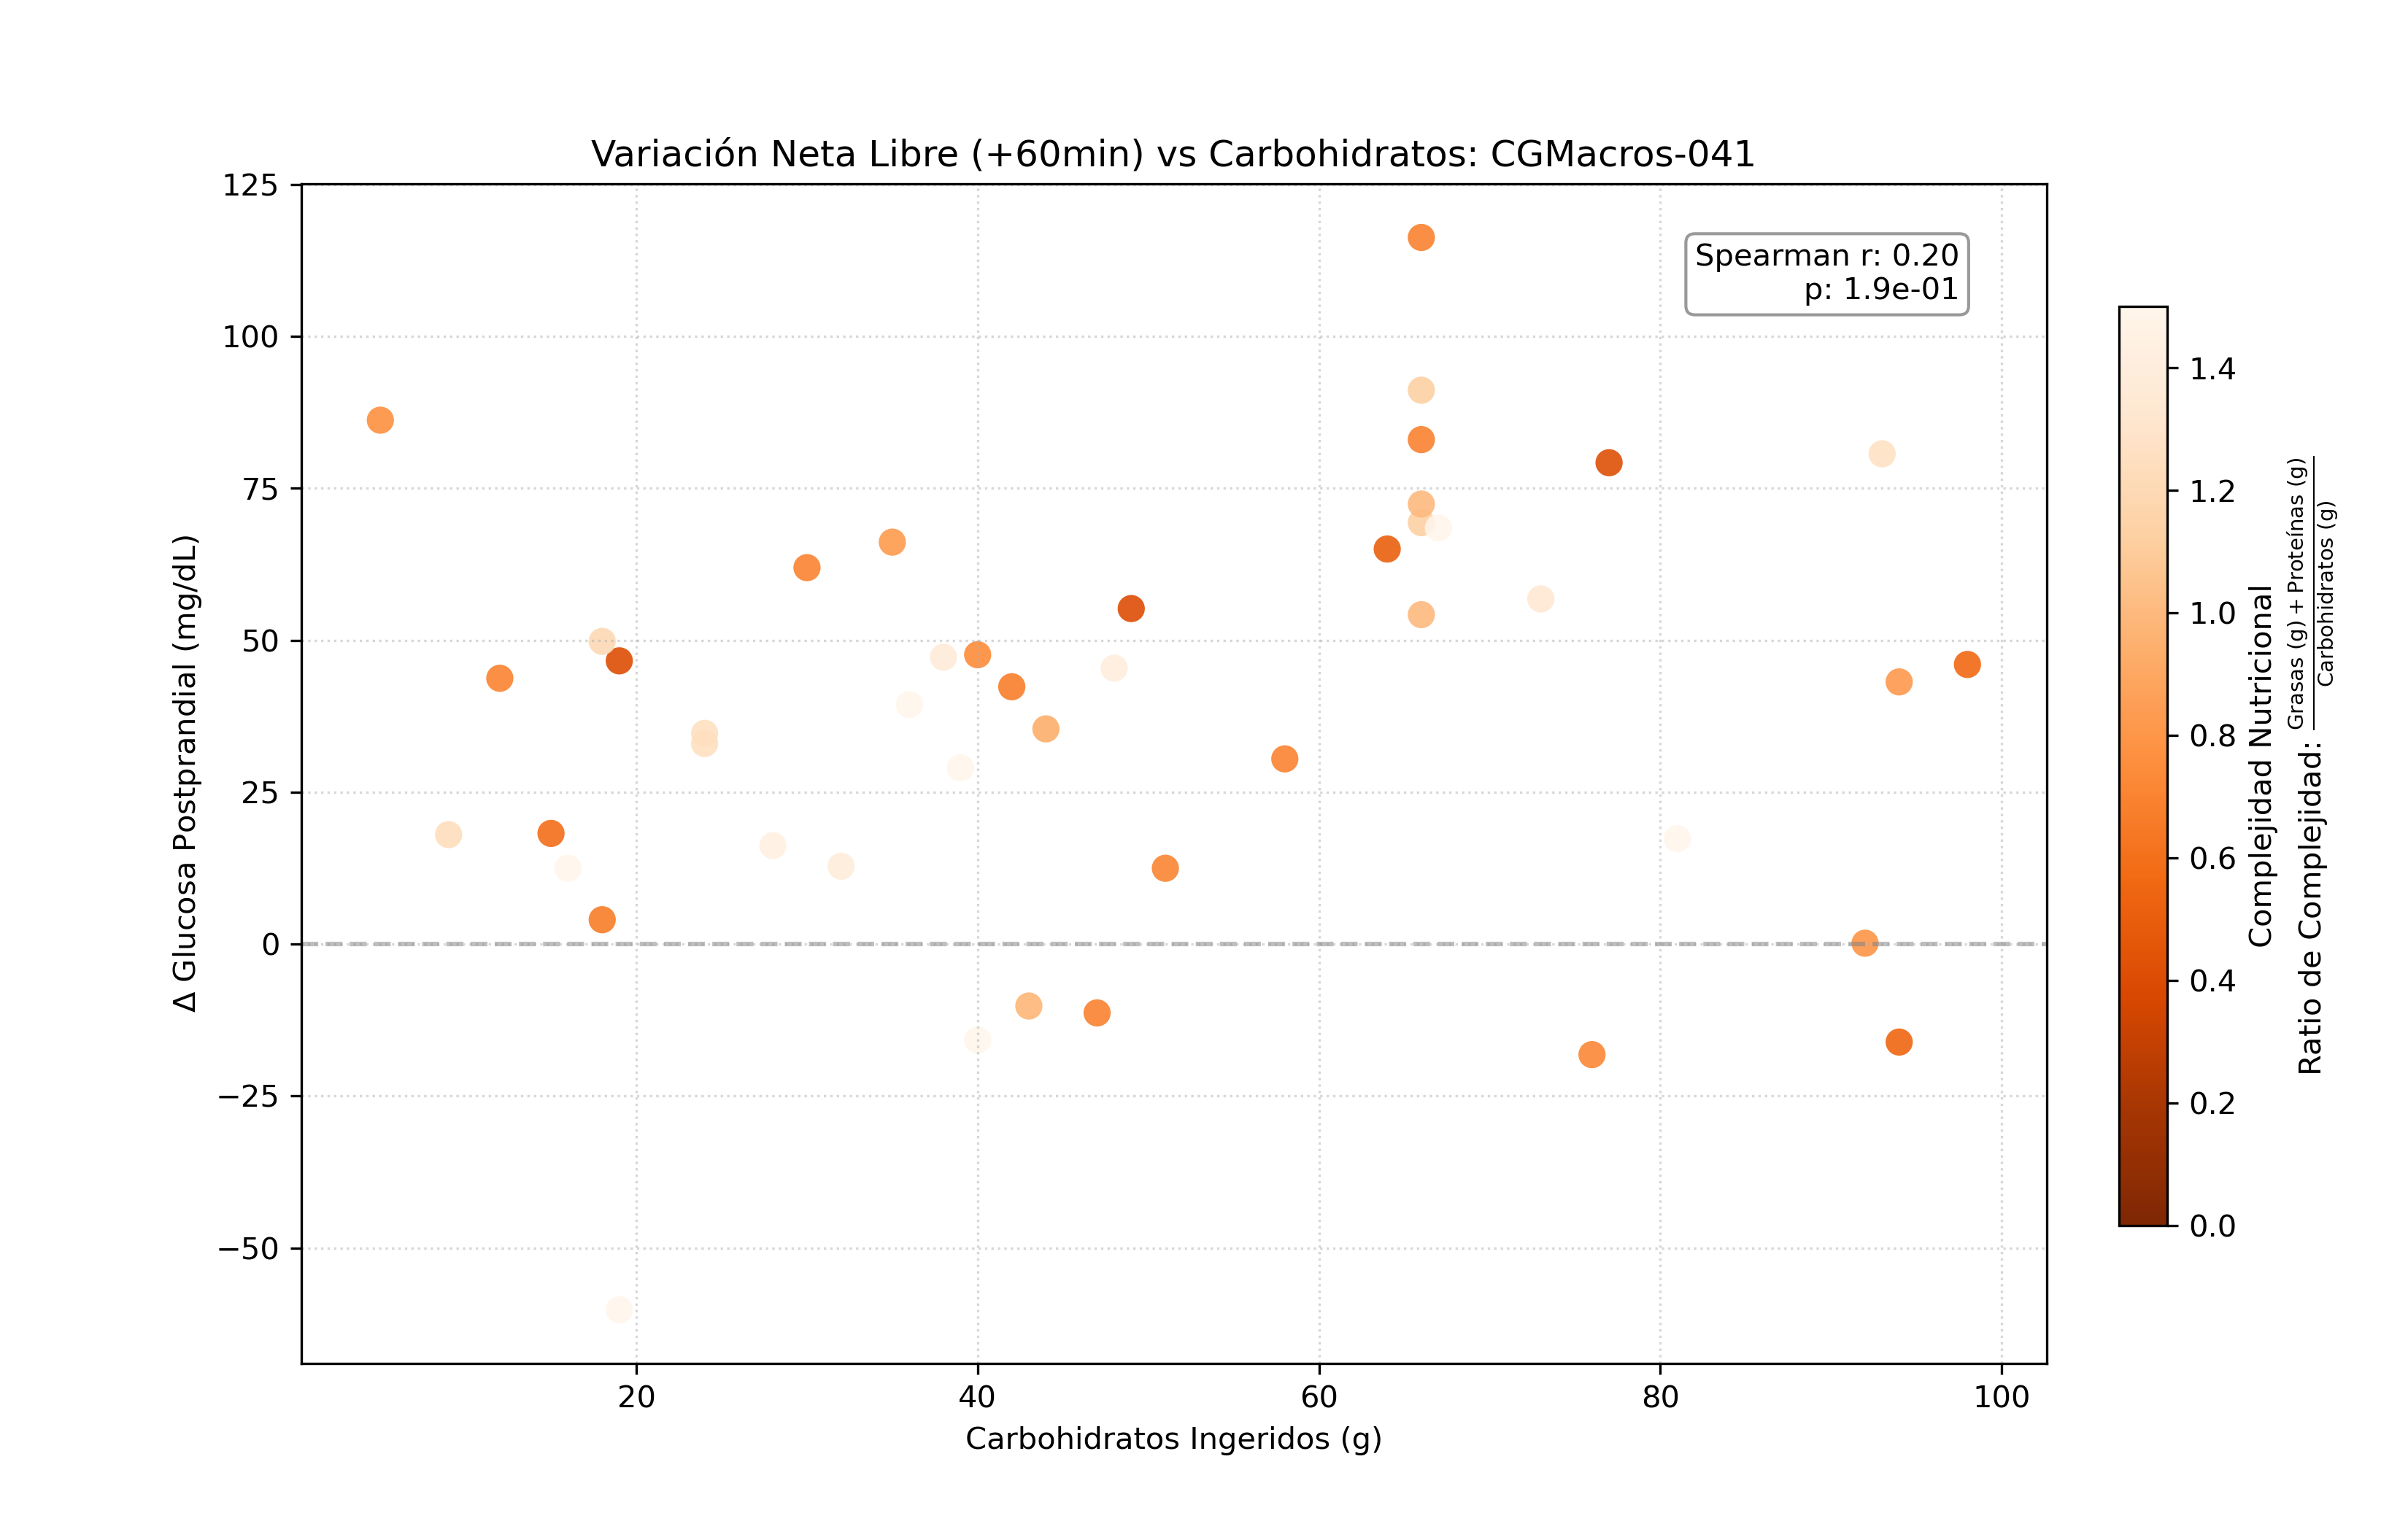 Variación Neta Libre (+60min) vs Carbohidratos: CGMacros-041
Spearman r: 0.20
p: 1.9e-01
Δ Glucosa Postprandial (mg/dL)
125
100
75
50
25
0
−25
−50
20
40
60
80
100
Carbohidratos Ingeridos (g)
1.4
1.2
1.0
0.8
0.6
0.4
0.2
0.0
Complejidad Nutricional
Ratio de Complejidad: Grasas (g) + Proteínas (g)
Carbohidratos (g)